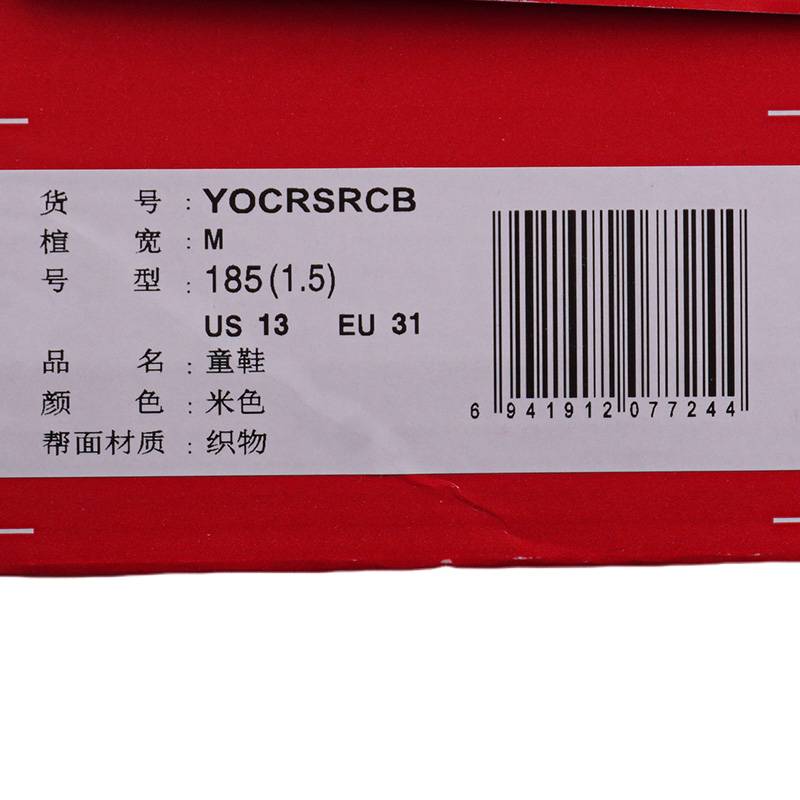 货 号 : YOCRSRCB
楦 宽 : M
号 型 : 185(1.5)
US 13 EU 31
品 名 : 童鞋
颜 色 : 米色
帮面材质 : 织物
6 941912 077244